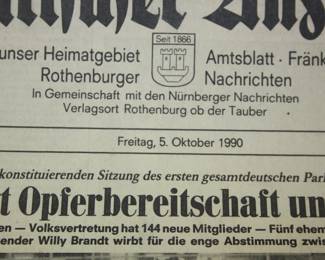 unser Heimatgebiet
Seit 1866
Amtsblatt · Fränk
Rothenburger
Nachrichten
In Gemeinschaft mit den Nürnberger Nachrichten
Verlagsort Rothenburg ob der Tauber
Freitag, 5. Oktober 1990
konstituierenden Sitzung des ersten gesamtdeutschen Parl
t Opferbereitschaft un
en — Volksvertretung hat 144 neue Mitglieder — Fünf ehem
ender Willy Brandt wirbt für die enge Abstimmung zwis